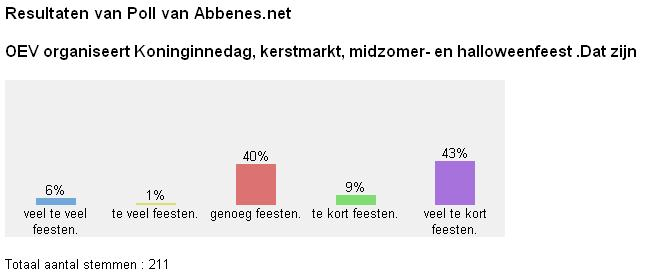 Resultaten van Poll van Abbenes.net
OEV organiseert Koninginnedag, kerstmarkt, midzomer- en halloweenfeest .Dat zijn
6%
1%
40%
9%
43%
veel te veel
feesten.
te veel feesten.
genoeg feesten.
te kort feesten.
veel te kort
feesten.
Totaal aantal stemmen : 211